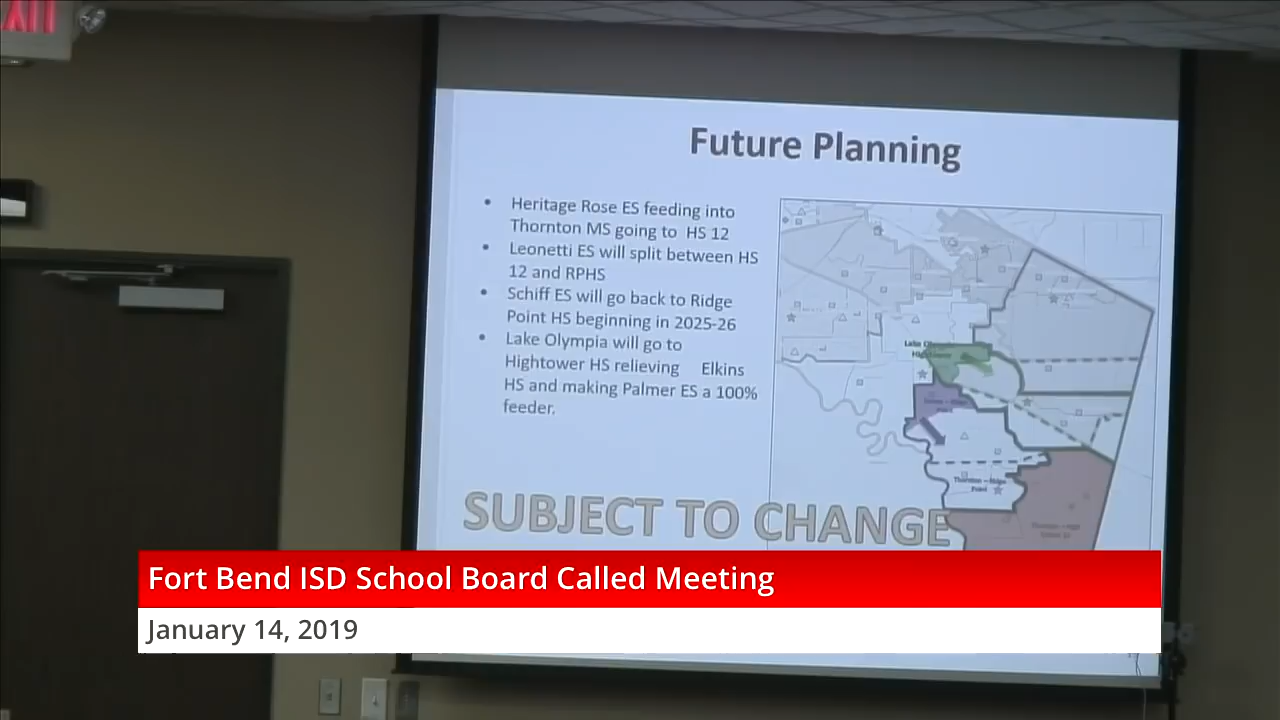 EXIT
Future Planning
• Heritage Rose ES feeding into
Thornton MS going to HS 12
• Leonetti ES will split between HS
12 and RPHS
• Schiff ES will go back to Ridge
Point HS beginning in 2025-26
• Lake Olympia will go to
Hightower HS relieving Elkins
HS and making Palmer ES a 100%
feeder.
Thornton – Ridge
Point
SUBJECT TO CHANGE
Fort Bend ISD School Board Called Meeting
January 14, 2019